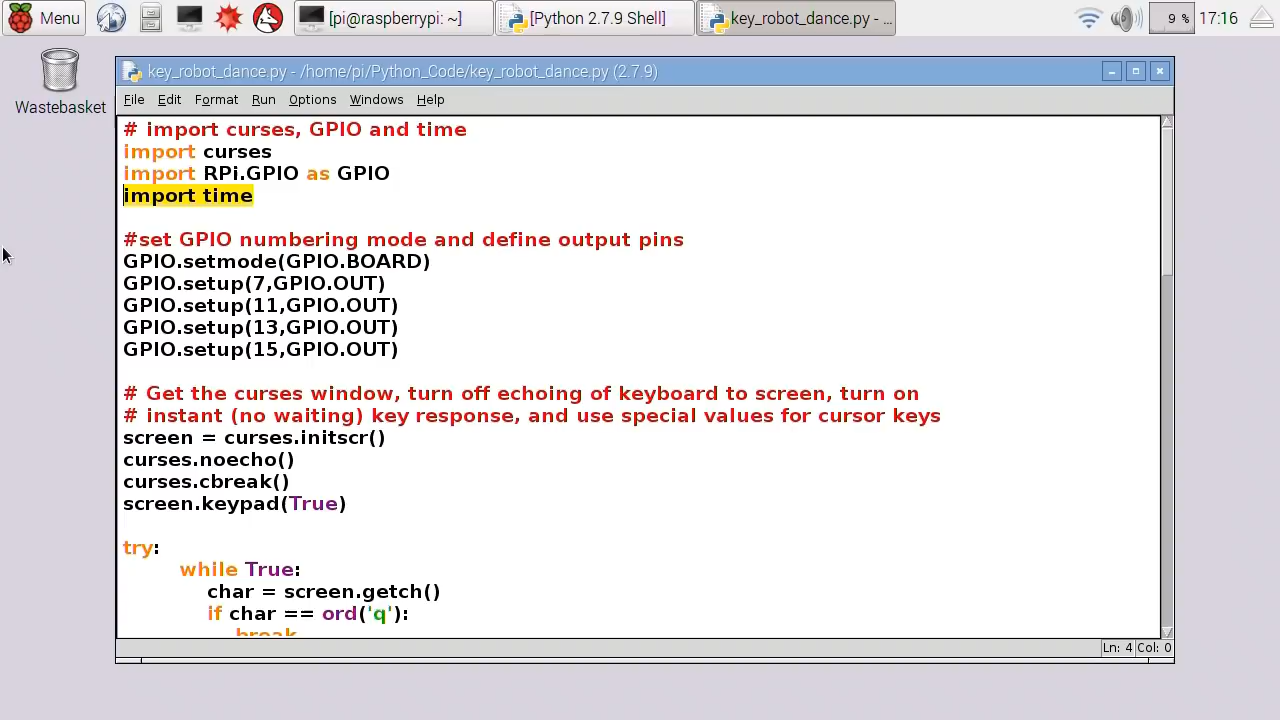 Menu
[pi@raspberrypi: ~]
[Python 2.7.9 Shell]
key_robot_dance.py -
9 %
17:16
Wastebasket
key_robot_dance.py - /home/pi/Python_Code/key_robot_dance.py (2.7.9)
File Edit Format Run Options Windows Help
# import curses, GPIO and time
import curses
import RPi.GPIO as GPIO
import time
#set GPIO numbering mode and define output pins
GPIO.setmode(GPIO.BOARD)
GPIO.setup(7,GPIO.OUT)
GPIO.setup(11,GPIO.OUT)
GPIO.setup(13,GPIO.OUT)
GPIO.setup(15,GPIO.OUT)
# Get the curses window, turn off echoing of keyboard to screen, turn on
# instant (no waiting) key response, and use special values for cursor keys
screen = curses.initscr()
curses.noecho()
curses.cbreak()
screen.keypad(True)
try:
while True:
char = screen.getch()
if char == ord('q'):
break
Ln: 4 Col: 0